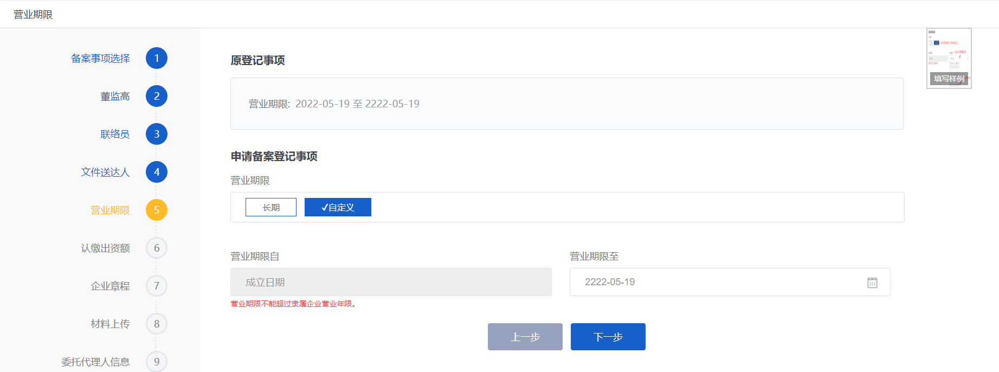 营业期限
备案事项选择 1
董监高 2
联络员 3
文件送达人 4
营业期限 5
认缴出资额 6
企业章程 7
材料上传 8
委托代理人信息 9
原登记事项
营业期限: 2022-05-19 至 2222-05-19
申请备案登记事项
营业期限
长期 ✓自定义
营业期限自 营业期限至
成立日期 2222-05-19
营业期限不能超过隶属企业营业年限。
上一步 下一步
填写样例